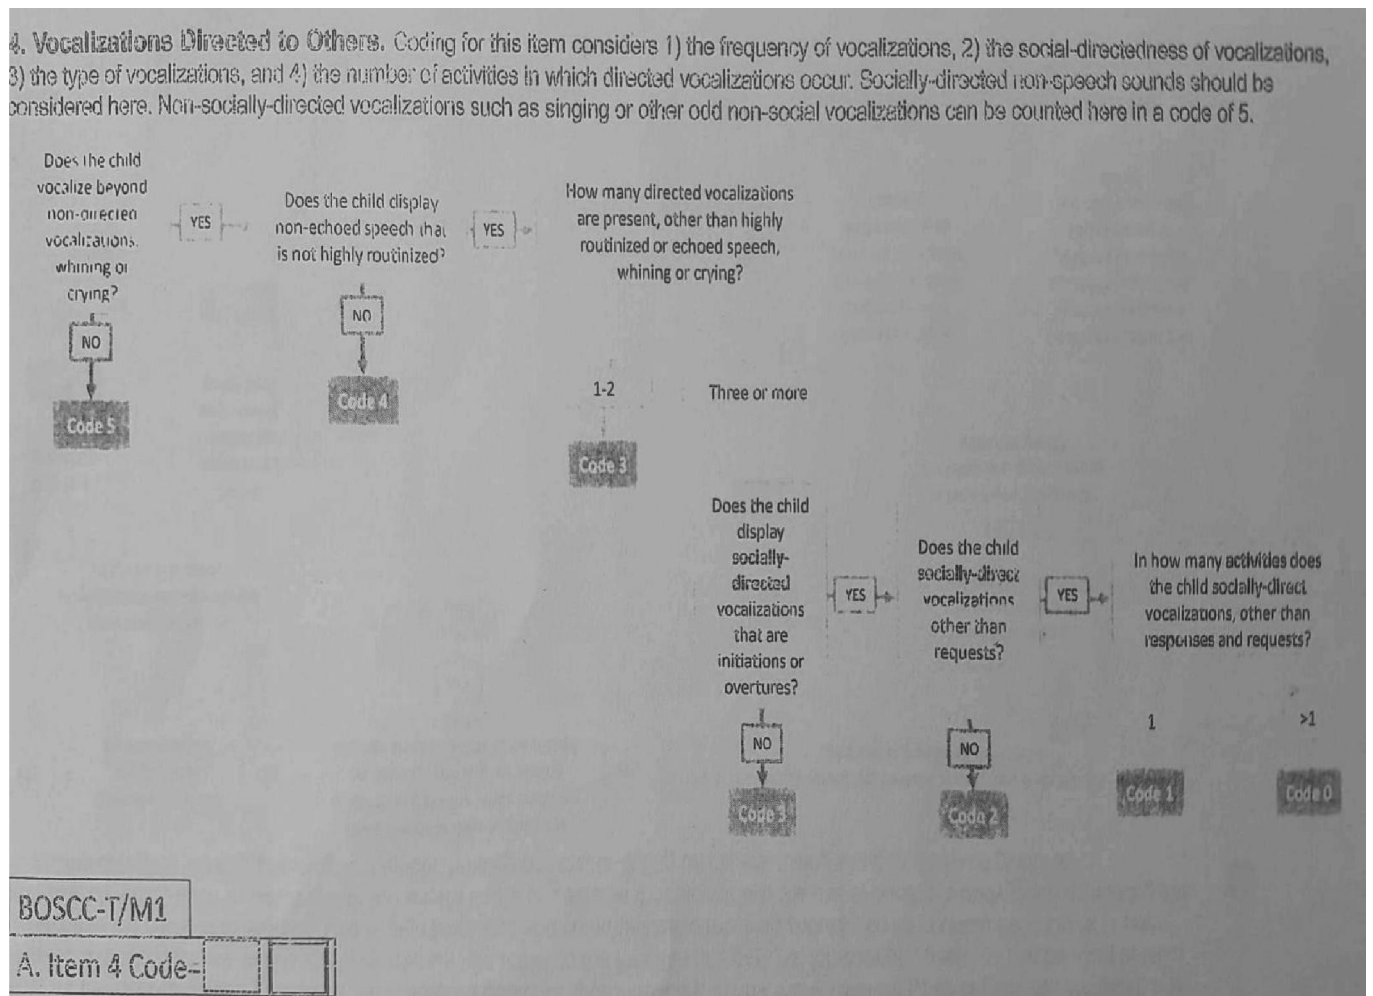 4. Vocalizations Directed to Others. Coding for this item considers 1) the frequency of vocalizations, 2) the social-directedness of vocalizations,
3) the type of vocalizations, and 4) the number of activities in which directed vocalizations occur. Socially-directed non-speech sounds should be
considered here. Non-socially-directed vocalizations such as singing or other odd non-social vocalizations can be counted here in a code of 5.
Does the child
vocalize beyond
non-directed
vocalizations,
whining or
crying?
YES
NO
Code 5
Does the child display
non-echoed speech that
is not highly routinized?
YES
NO
Code 4
How many directed vocalizations
are present, other than highly
routinized or echoed speech,
whining or crying?
1-2
Three or more
Code 3
Does the child
display
socially-
directed
vocalizations
that are
initiations or
overtures?
YES
NO
Code 3
Does the child
socially-direct
vocalizations
other than
requests?
YES
NO
Code 2
In how many activities does
the child socially-direct
vocalizations, other than
responses and requests?
1
>1
Code 1
Code 0
BOSCC-T/M1
A. Item 4 Code=